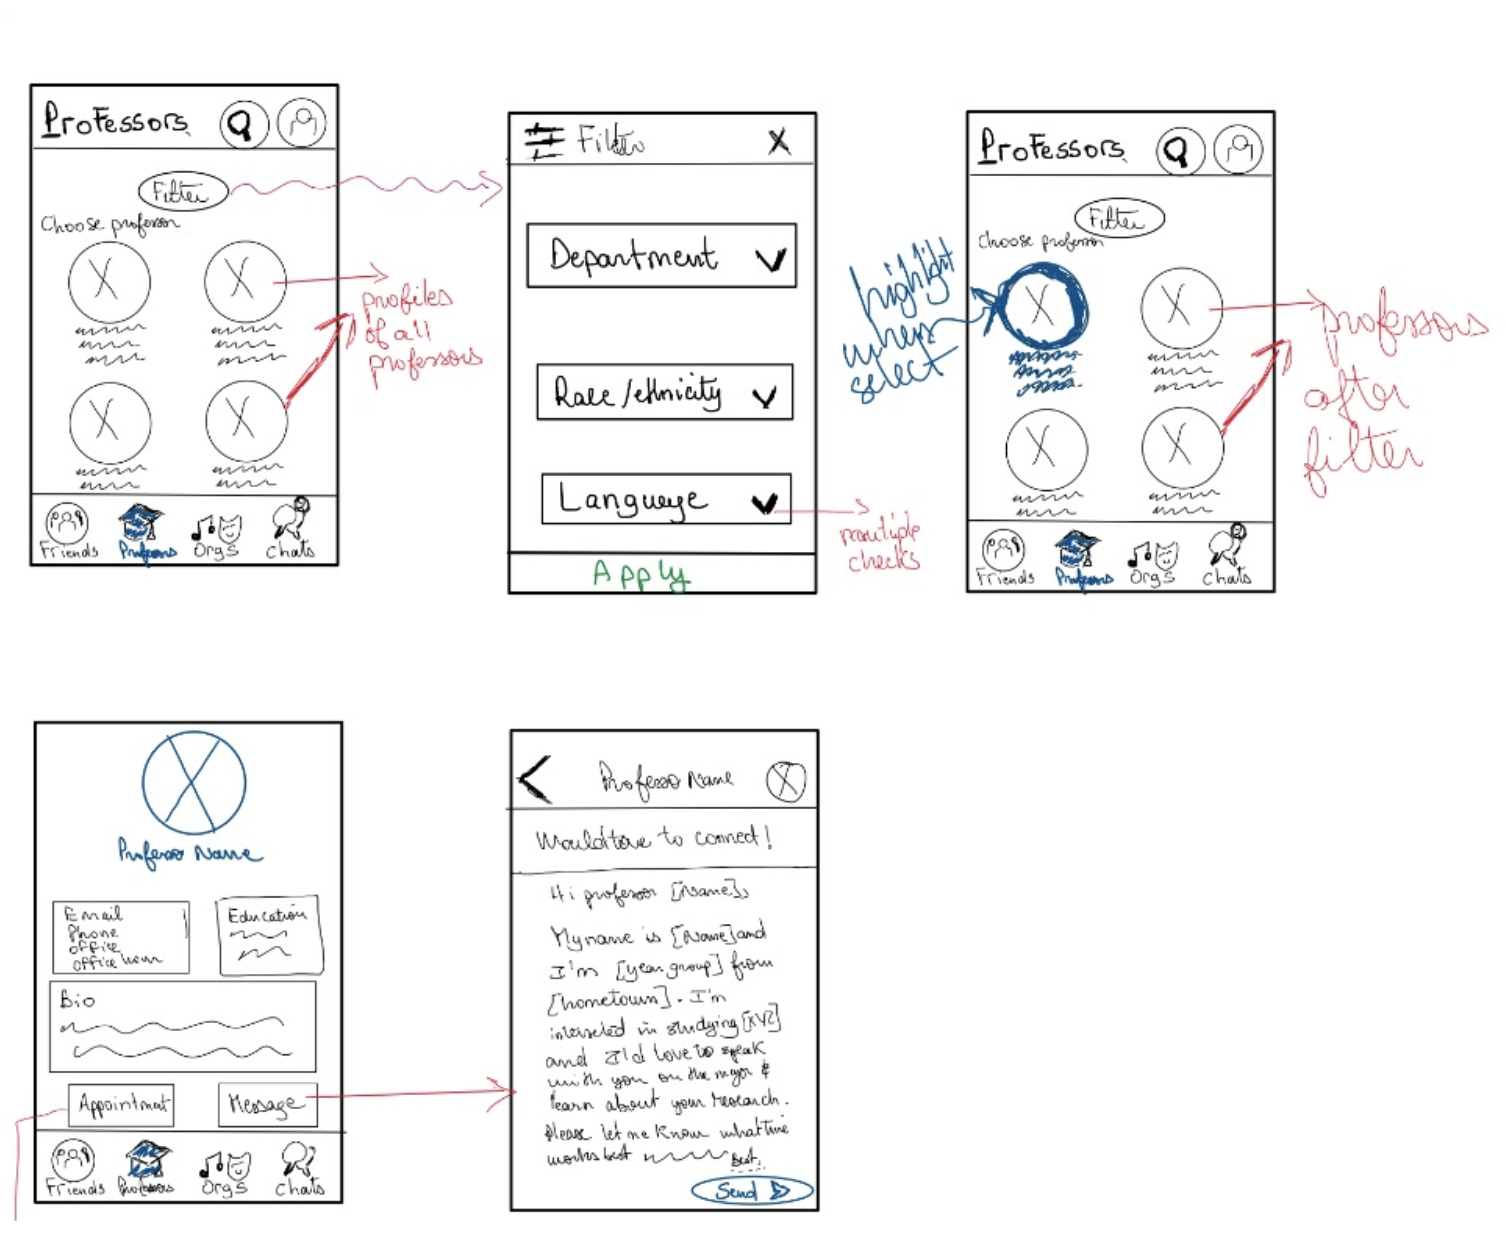 Professors
Filter
Choose professor
profiles
of all
professors
Friends
Professors
Orgs
Chats
Filter
X
Department
Race/ethnicity
Language
multiple
checks
Apply
Professors
Filter
Choose professor
highlight
when
select
professors
after
filter
Friends
Professors
Orgs
Chats
Professor Name
Email
Phone
office
office hour
Education
Bio
Appointment
Message
Friends
Professors
Orgs
Chats
Professor Name
Would love to connect!
Hi professor [Name],
My name is [Name] and
I'm [year group] from
[hometown]. I'm
interested in studying [XYZ]
and I'd love to speak
with you on the major &
learn about your research.
Please let me know what time
works best
Best,
Send